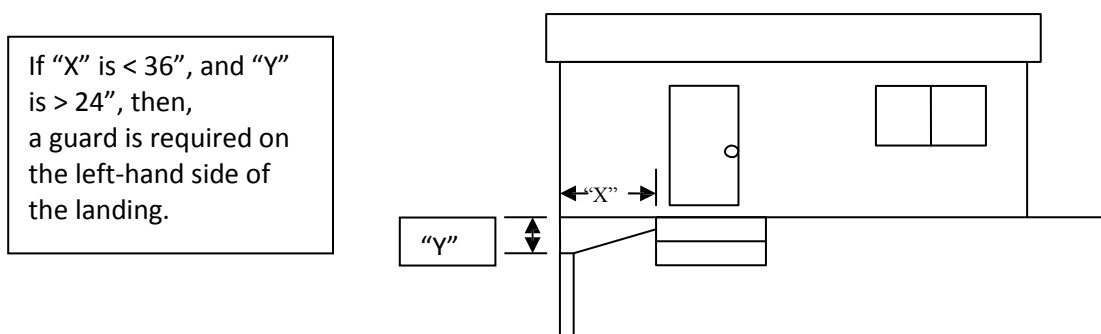 If “X” is < 36”, and “Y”
is > 24”, then,
a guard is required on
the left-hand side of
the landing.
“X”
“Y”